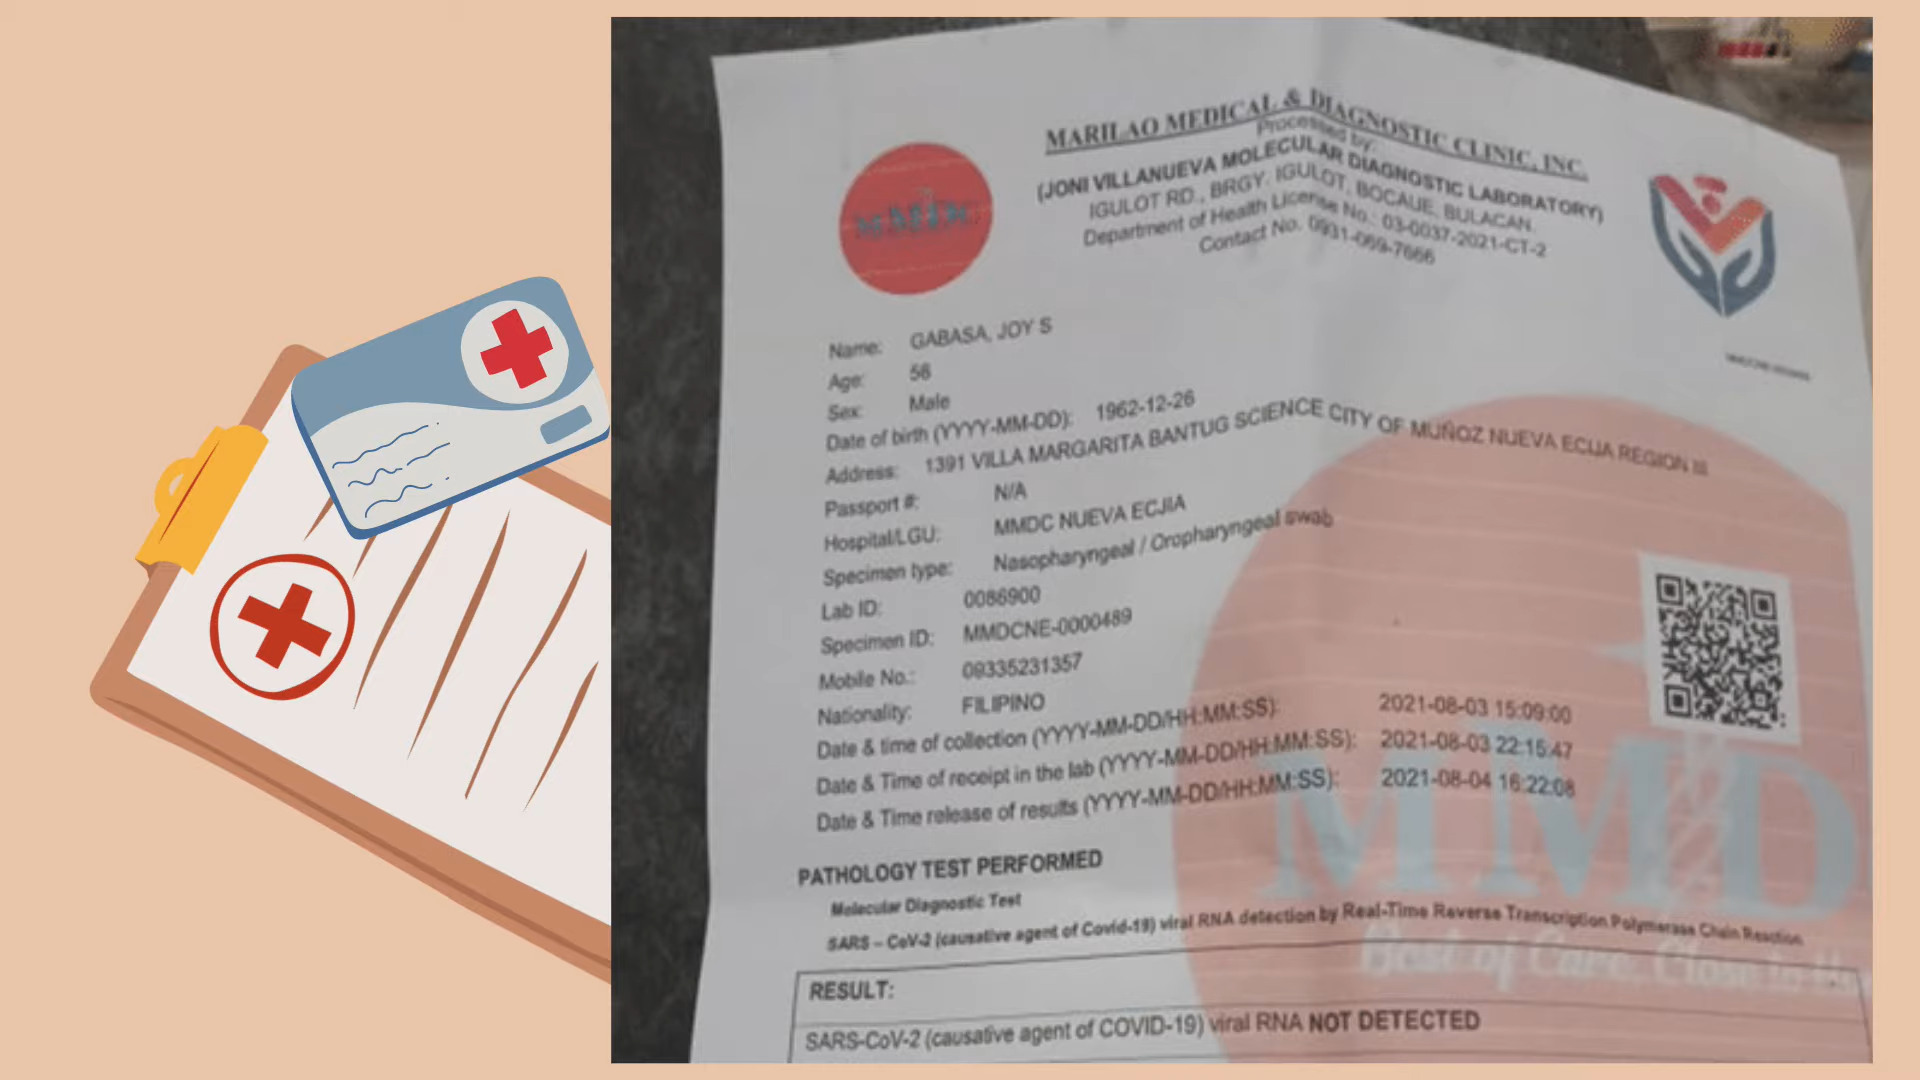 MARILAO MEDICAL & DIAGNOSTIC CLINIC, INC.
Processed by:
(JONI VILLANUEVA MOLECULAR DIAGNOSTIC LABORATORY)
IGULOT RD., BRGY. IGULOT, BOCAUE, BULACAN.
Department of Health License No.: 03-0037-2021-CT-2
Contact No. 0931-069-7666
MMDC
Name: GABASA, JOY S
Age: 58
Sex: Male
Date of birth (YYYY-MM-DD): 1962-12-26
Address: 1391 VILLA MARGARITA BANTUG SCIENCE CITY OF MUÑOZ NUEVA ECIJA REGION III
Passport #: N/A
Hospital/LGU: MMDC NUEVA ECJIA
Specimen type: Nasopharyngeal / Oropharyngeal swab
Lab ID: 0086900
Specimen ID: MMDCNE-0000489
Mobile No.: 09335231357
Nationality: FILIPINO
Date & time of collection (YYYY-MM-DD/HH:MM:SS): 2021-08-03 15:09:00
Date & Time of receipt in the lab (YYYY-MM-DD/HH:MM:SS): 2021-08-03 22:15:47
Date & Time release of results (YYYY-MM-DD/HH:MM:SS): 2021-08-04 16:22:08
MMD
Best of Care. Close to
PATHOLOGY TEST PERFORMED
Molecular Diagnostic Test
SARS – CoV-2 (causative agent of Covid-19) viral RNA detection by Real-Time Reverse Transcription Polymerase Chain Reaction
RESULT:
SARS-CoV-2 (causative agent of COVID-19) viral RNA NOT DETECTED